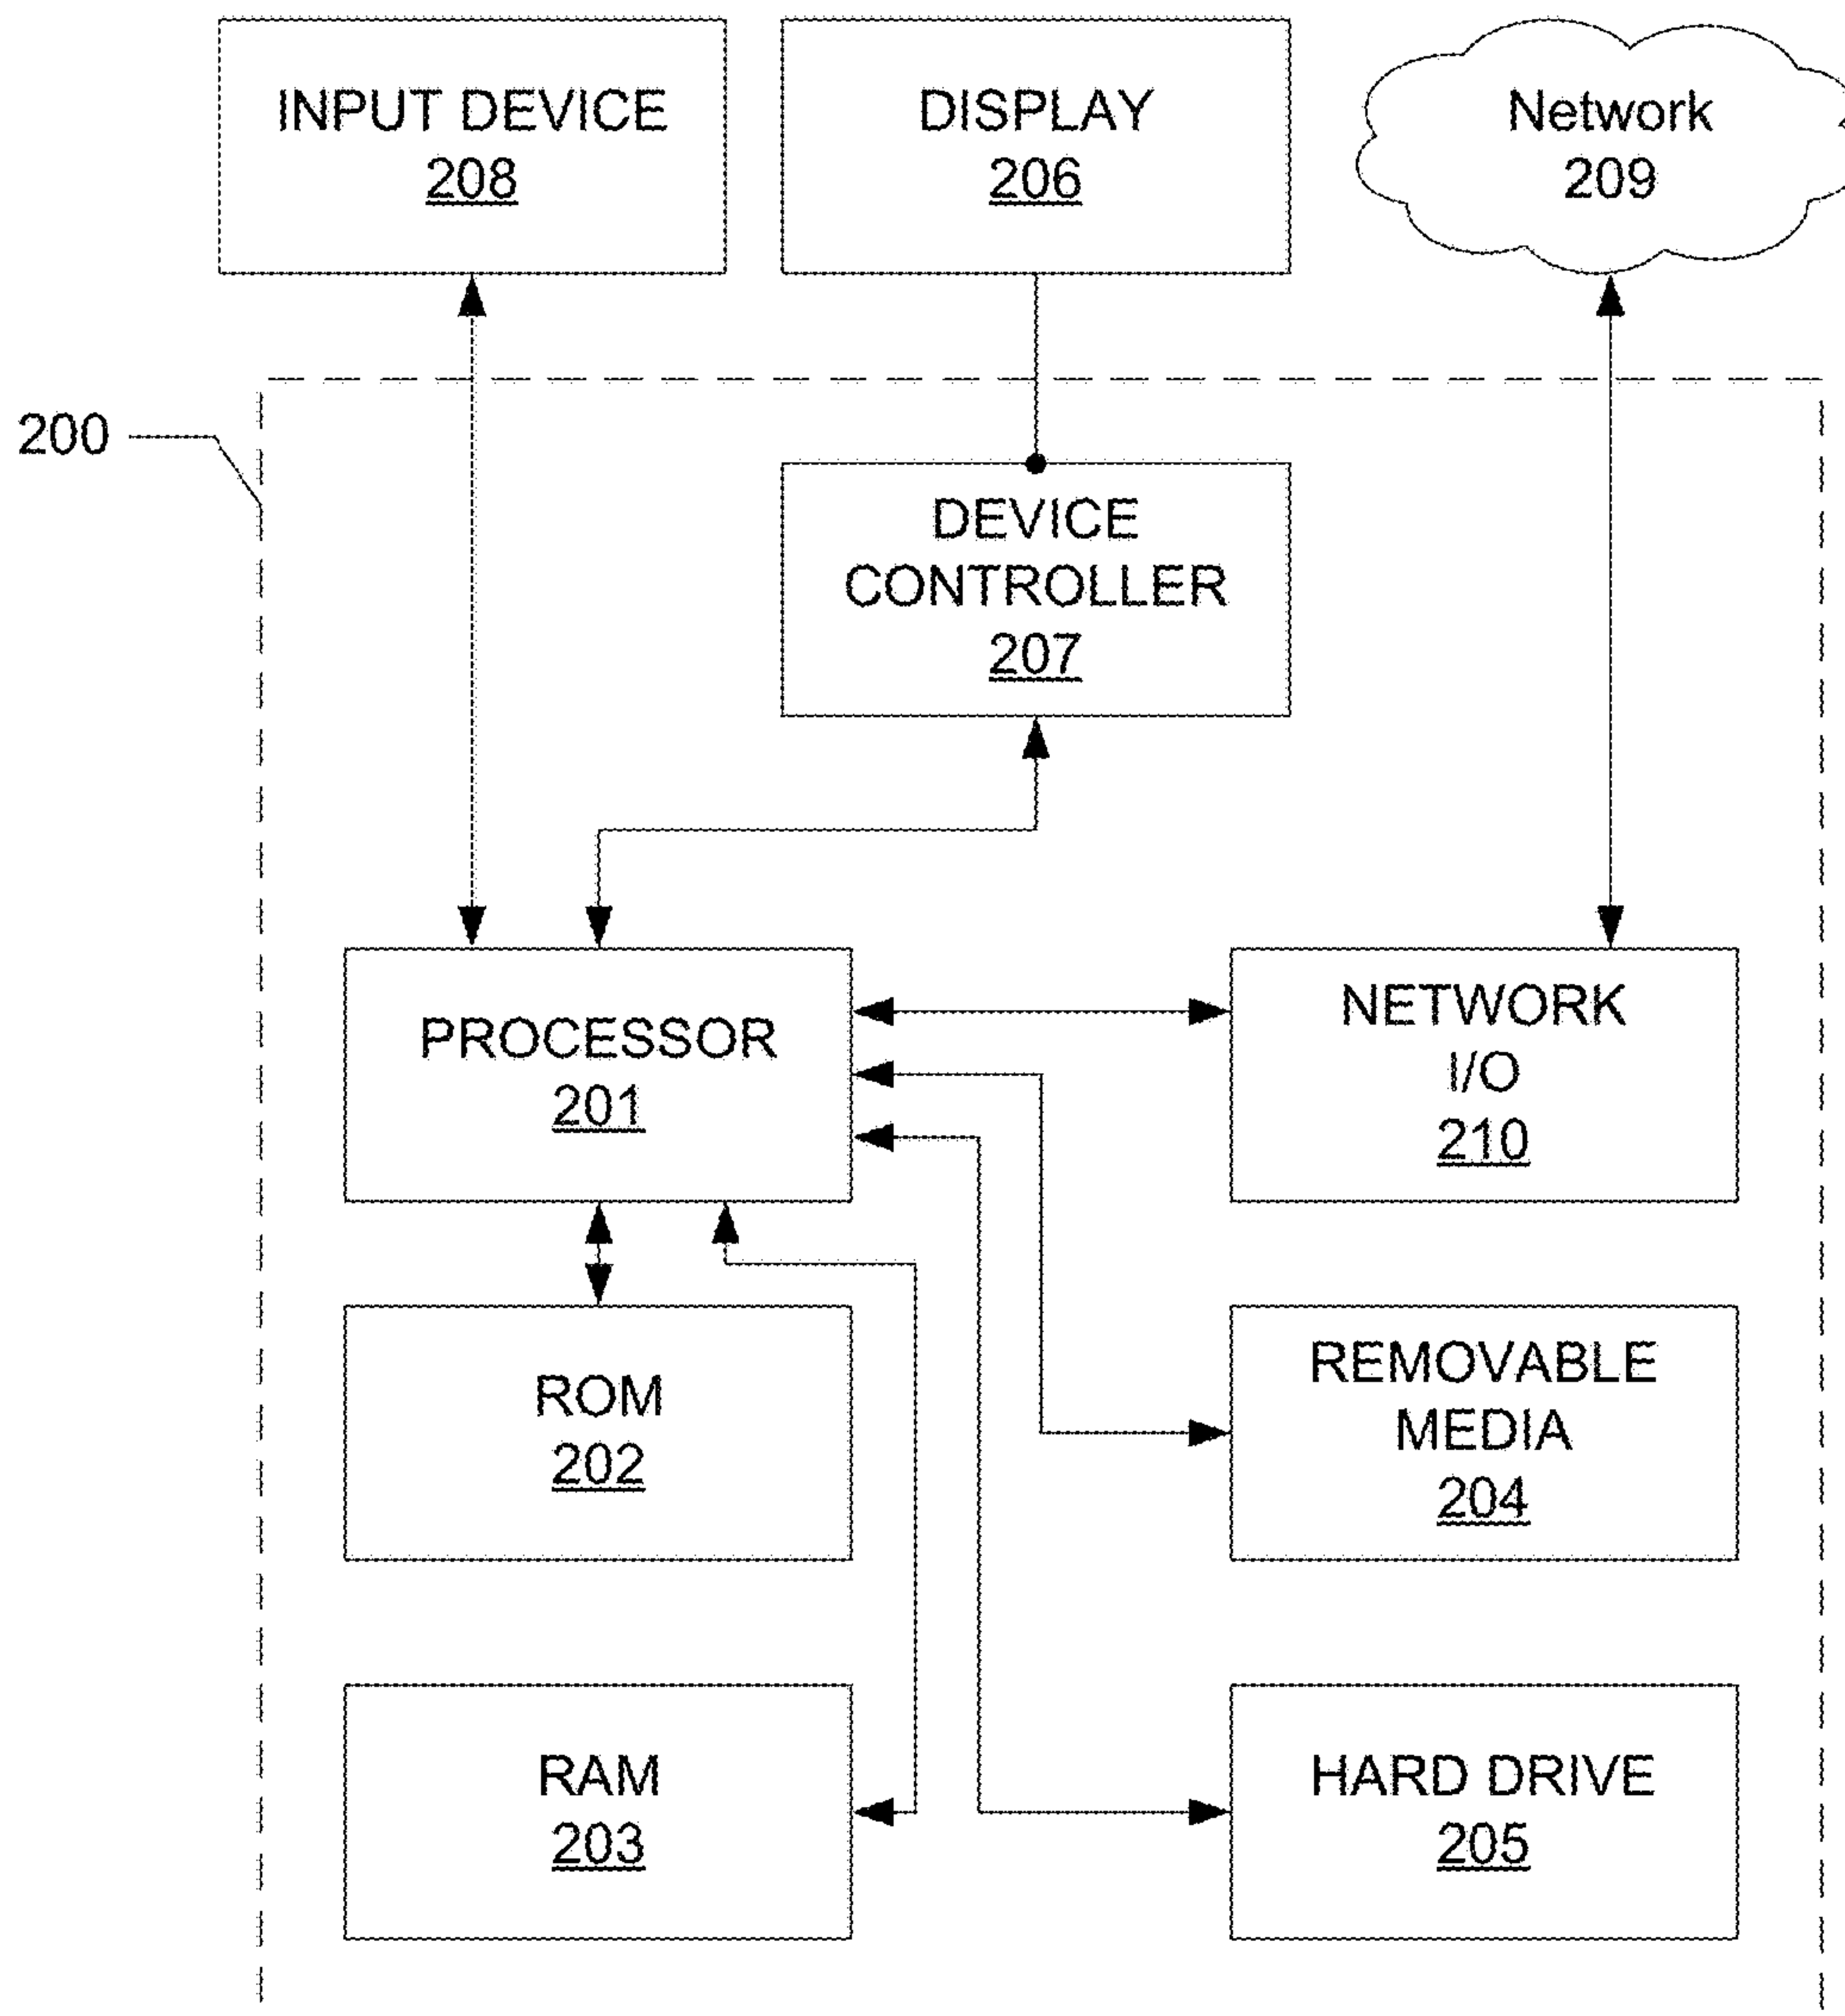 INPUT DEVICE
208
DISPLAY
206
Network
209
200
DEVICE
CONTROLLER
207
PROCESSOR
201
NETWORK
I/O
210
ROM
202
REMOVABLE
MEDIA
204
RAM
203
HARD DRIVE
205